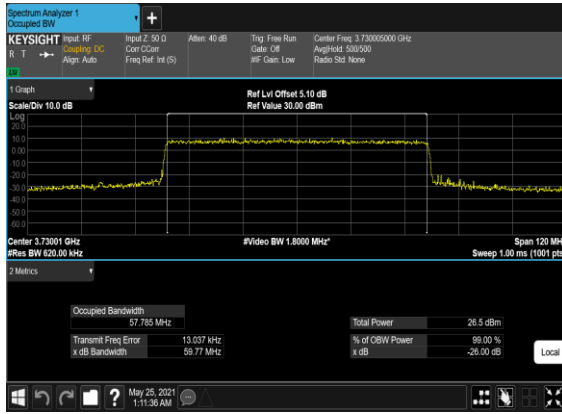 Spectrum Analyzer 1
Occupied BW
KEYSIGHT
R T
LW
Input: RF
Coupling: DC
Align: Auto
Input Z: 50 Ω
Corr CCorr
Freq Ref: Int (S)
Atten: 40 dB
Trig: Free Run
Gate: Off
#IF Gain: Low
Center Freq: 3.730005000 GHz
Avg|Hold: 500/500
Radio Std: None
1 Graph
Scale/Div 10.0 dB
Ref Lvl Offset 5.10 dB
Ref Value 30.00 dBm
Log
20.0
10.0
0.00
-10.0
-20.0
-30.0
-40.0
-50.0
-60.0
Center 3.73001 GHz
#Res BW 620.00 kHz
#Video BW 1.8000 MHz*
Span 120 MH
Sweep 1.00 ms (1001 pts
2 Metrics
Occupied Bandwidth
57.785 MHz
Transmit Freq Error 13.037 kHz
x dB Bandwidth 59.77 MHz
Total Power 26.5 dBm
% of OBW Power 99.00 %
x dB -26.00 dB
Local
?
May 25, 2021
1:11:36 AM